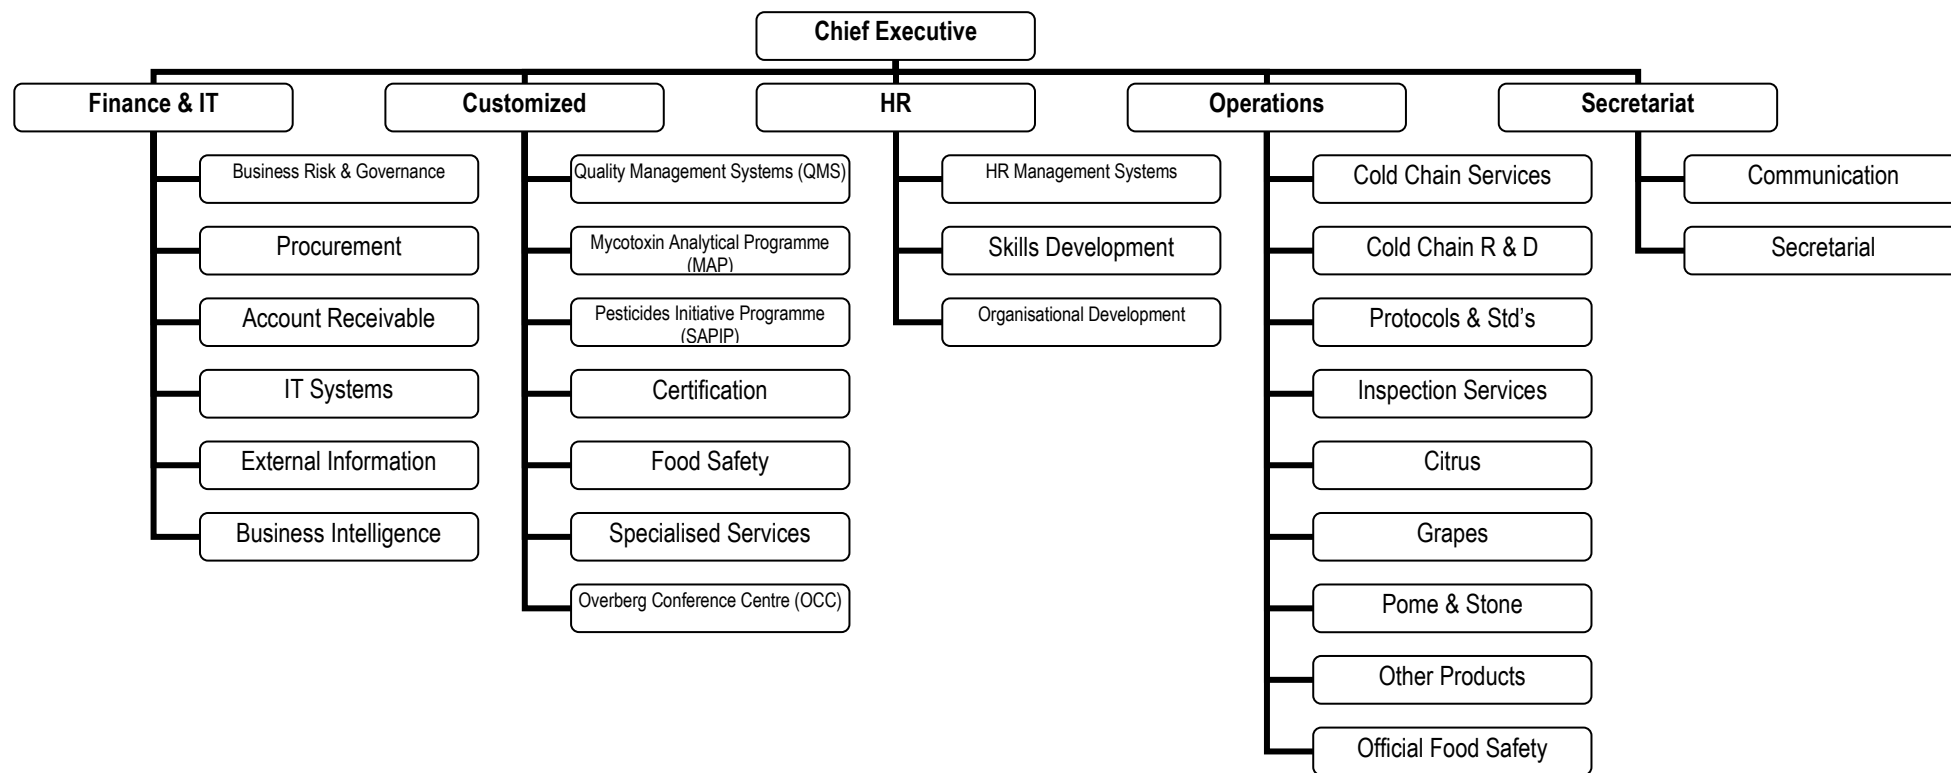 Chief Executive
Finance & IT
Customized
HR
Operations
Secretariat
Business Risk & Governance
Procurement
Account Receivable
IT Systems
External Information
Business Intelligence
Quality Management Systems (QMS)
Mycotoxin Analytical Programme
(MAP)
Pesticides Initiative Programme
(SAPIP)
Certification
Food Safety
Specialised Services
Overberg Conference Centre (OCC)
HR Management Systems
Skills Development
Organisational Development
Cold Chain Services
Cold Chain R & D
Protocols & Std's
Inspection Services
Citrus
Grapes
Pome & Stone
Other Products
Official Food Safety
Communication
Secretarial